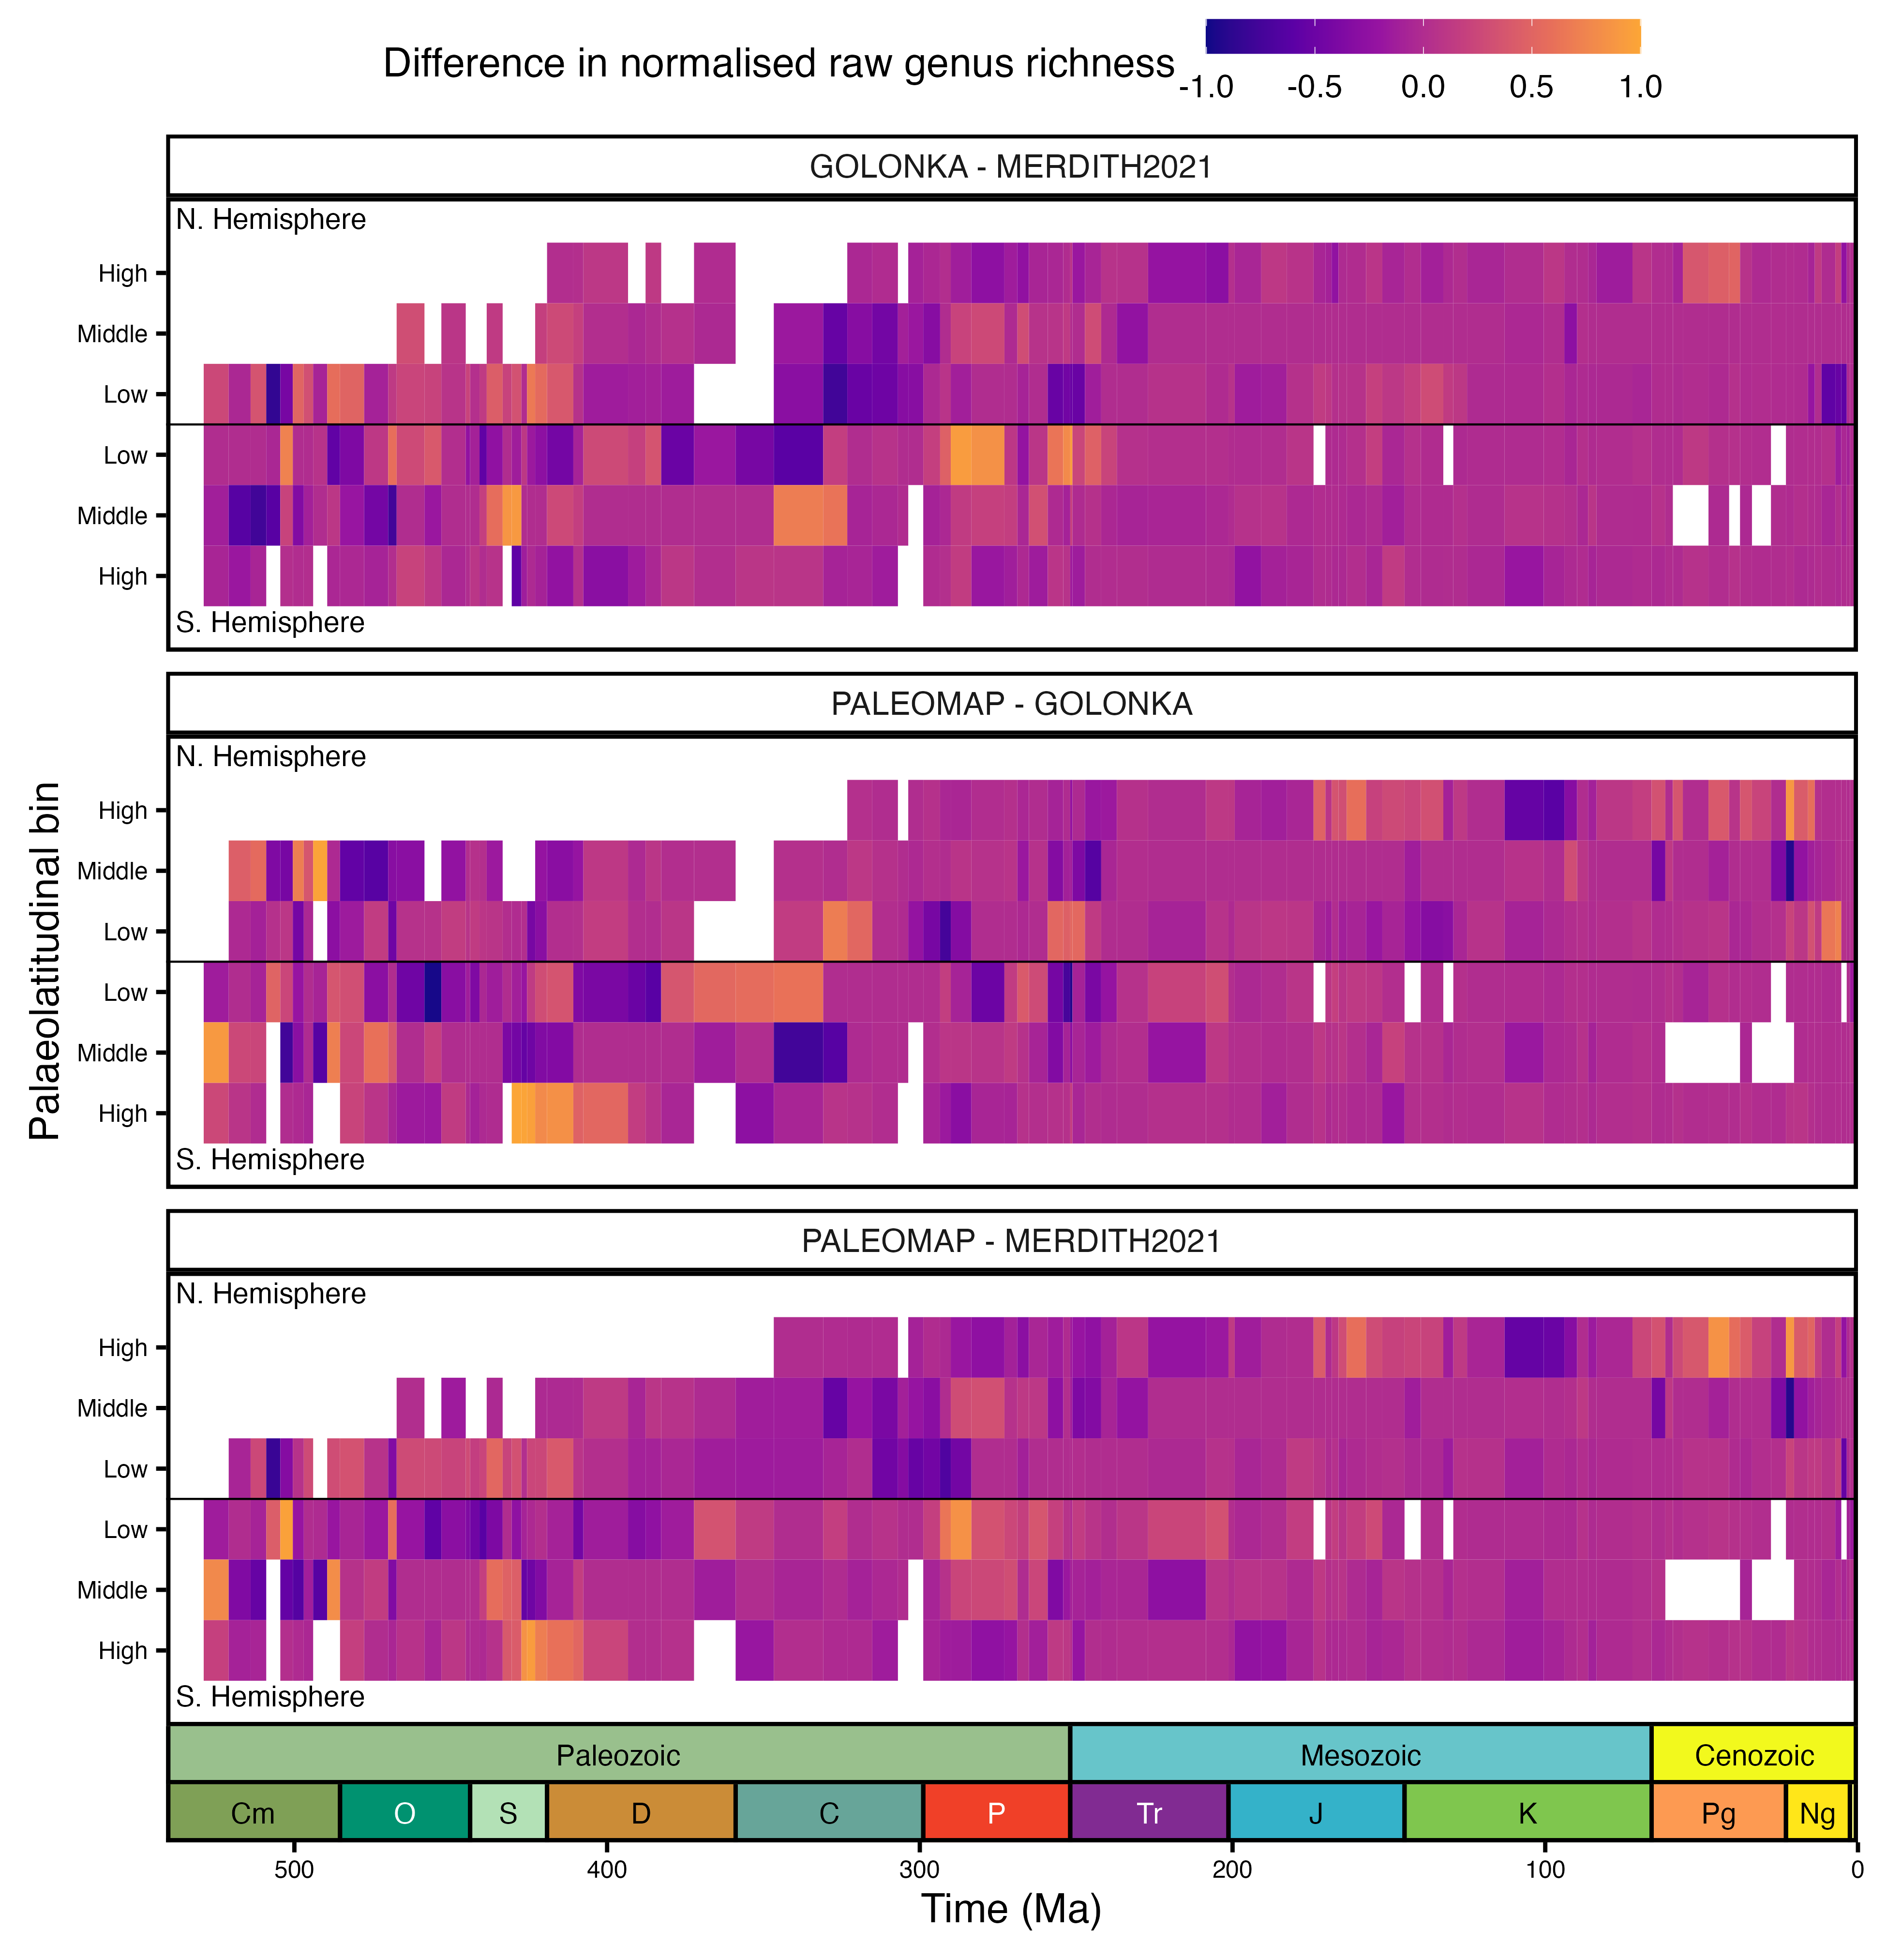 Difference in normalised raw genus richness
-1.0 -0.5 0.0 0.5 1.0
GOLONKA - MERDITH2021
N. Hemisphere
High
Middle
Low
Low
Middle
High
S. Hemisphere
PALEOMAP - GOLONKA
N. Hemisphere
High
Middle
Low
Low
Middle
High
S. Hemisphere
Palaeolatitudinal bin
PALEOMAP - MERDITH2021
N. Hemisphere
High
Middle
Low
Low
Middle
High
S. Hemisphere
Paleozoic Mesozoic Cenozoic
Cm O S D C P Tr J K Pg Ng
500 400 300 200 100 0
Time (Ma)